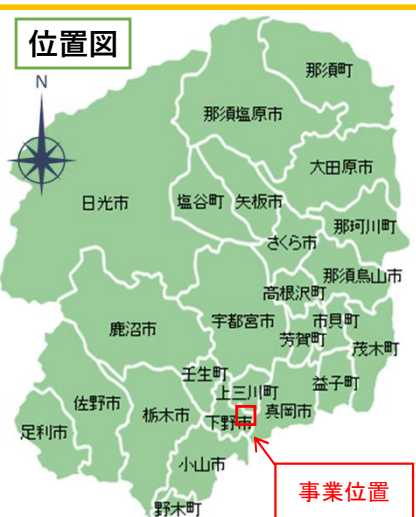 位置図
N
那須町
那須塩原市
大田原市
日光市
塩谷町
矢板市
那珂川町
さくら市
那須烏山市
高根沢町
鹿沼市
宇都宮市
市貝町
芳賀町
茂木町
壬生町
上三川町
益子町
佐野市
栃木市
下野市
真岡市
足利市
小山市
事業位置
野木町